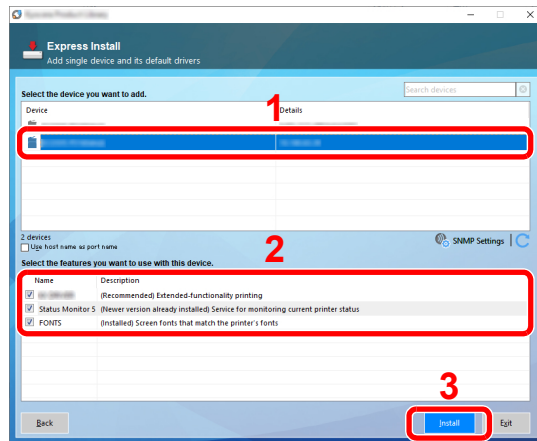 Express Install
Add single device and its default drivers
Select the device you want to add.
Search devices
1
Device Details
2 devices
Use host name as port name
SNMP Settings
2
Select the features you want to use with this device.
Name Description
(Recommended) Extended-functionality printing
Status Monitor 5 (Newer version already installed) Service for monitoring current printer status
FONTS (Installed) Screen fonts that match the printer's fonts
3
Back Install Exit